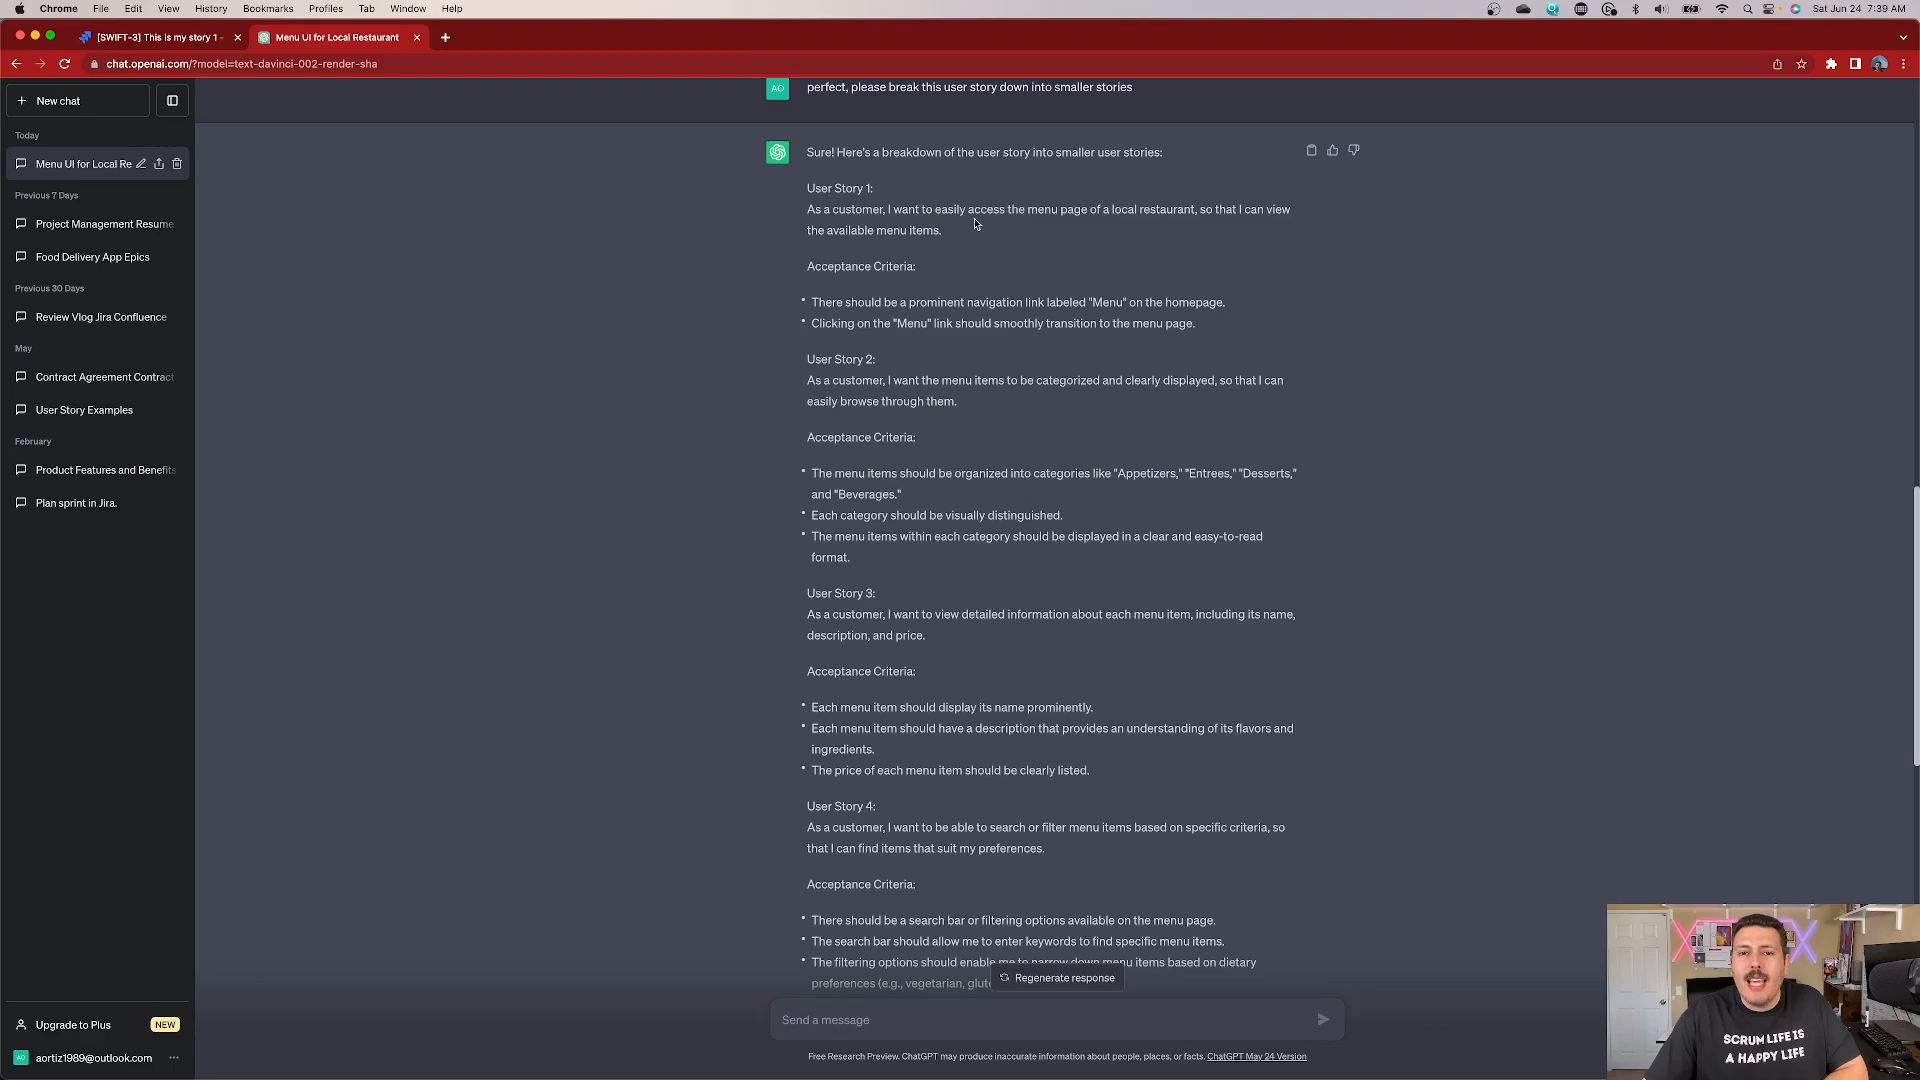 Chrome File Edit View History Bookmarks Profiles Tab Window Help
Sat Jun 24 7:39 AM
[SWIFT-3] This is my story 1 -
Menu UI for Local Restaurant
chat.openai.com/?model=text-davinci-002-render-sha
New chat
Today
Menu UI for Local Re
Previous 7 Days
Project Management Resume
Food Delivery App Epics
Previous 30 Days
Review Vlog Jira Confluence
May
Contract Agreement Contract
User Story Examples
February
Product Features and Benefits
Plan sprint in Jira.
Upgrade to Plus NEW
AO aortiz1989@outlook.com
AO perfect, please break this user story down into smaller stories
Sure! Here's a breakdown of the user story into smaller user stories:
User Story 1:
As a customer, I want to easily access the menu page of a local restaurant, so that I can view
the available menu items.
Acceptance Criteria:
• There should be a prominent navigation link labeled "Menu" on the homepage.
• Clicking on the "Menu" link should smoothly transition to the menu page.
User Story 2:
As a customer, I want the menu items to be categorized and clearly displayed, so that I can
easily browse through them.
Acceptance Criteria:
• The menu items should be organized into categories like "Appetizers," "Entrees," "Desserts,"
and "Beverages."
• Each category should be visually distinguished.
• The menu items within each category should be displayed in a clear and easy-to-read
format.
User Story 3:
As a customer, I want to view detailed information about each menu item, including its name,
description, and price.
Acceptance Criteria:
• Each menu item should display its name prominently.
• Each menu item should have a description that provides an understanding of its flavors and
ingredients.
• The price of each menu item should be clearly listed.
User Story 4:
As a customer, I want to be able to search or filter menu items based on specific criteria, so
that I can find items that suit my preferences.
Acceptance Criteria:
• There should be a search bar or filtering options available on the menu page.
• The search bar should allow me to enter keywords to find specific menu items.
• The filtering options should enable me to narrow down menu items based on dietary
preferences (e.g., vegetarian, glut
Regenerate response
Send a message
Free Research Preview. ChatGPT may produce inaccurate information about people, places, or facts. ChatGPT May 24 Version
SCRUM LIFE IS
A HAPPY LIFE